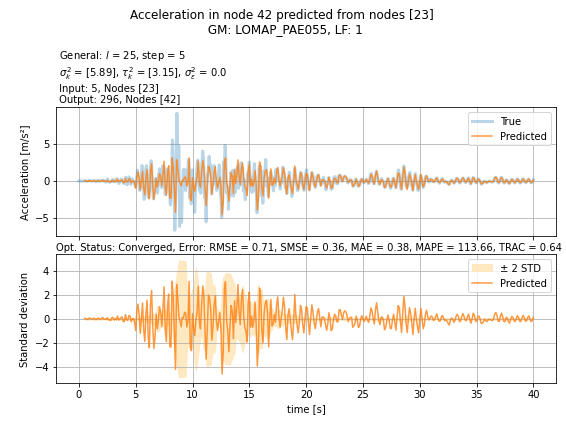 Acceleration in node 42 predicted from nodes [23]
GM: LOMAP_PAE055, LF: 1
General: l = 25, step = 5
σ²ₖ = [5.89], τ²ₖ = [3.15], σ²ₑ = 0.0
Input: 5, Nodes [23]
Output: 296, Nodes [42]
Acceleration [m/s²]
5
0
−5
True
Predicted
Opt. Status: Converged, Error: RMSE = 0.71, SMSE = 0.36, MAE = 0.38, MAPE = 113.66, TRAC = 0.64
Standard deviation
4
2
0
−2
−4
± 2 STD
Predicted
0 5 10 15 20 25 30 35 40
time [s]